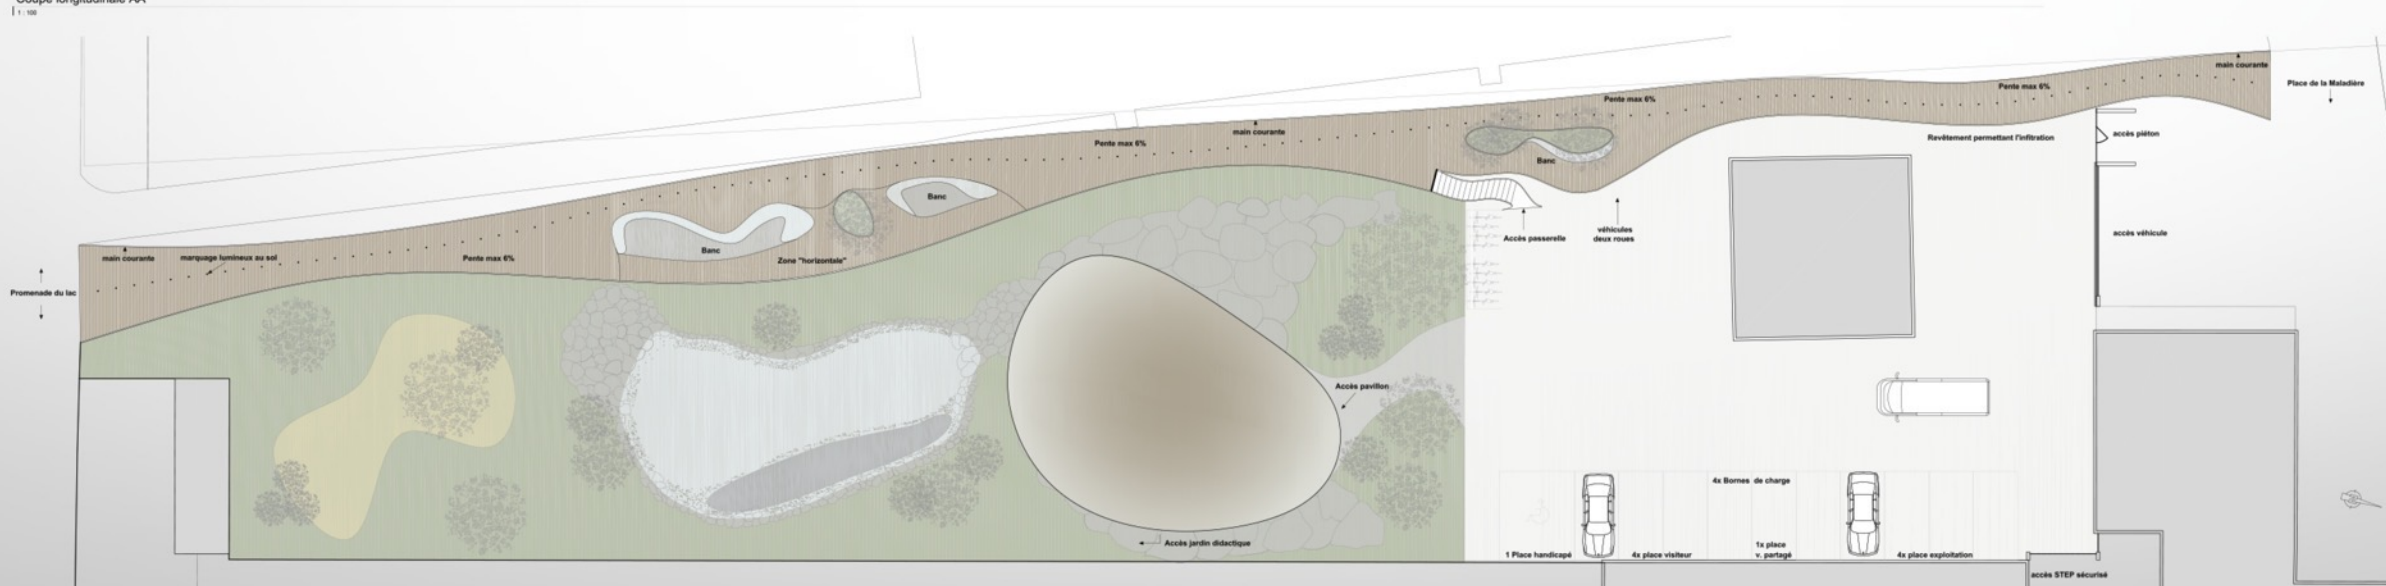 Coupe longitudinale AA
1 : 100
main courante
Place de la Maladière
Pente max 6%
Pente max 6%
accès piéton
Revêtement permettant l'infiltration
main courante
Pente max 6%
Banc
Banc
accès véhicule
véhicules
deux roues
Accès passerelle
Banc
main courante
marquage lumineux au sol
Pente max 6%
Zone "horizontale"
Promenade du lac
Accès pavillon
4x Bornes de charge
Accès jardin didactique
1 Place handicapé
4x place visiteur
1x place
v. partagé
4x place exploitation
accès STEP sécurisé